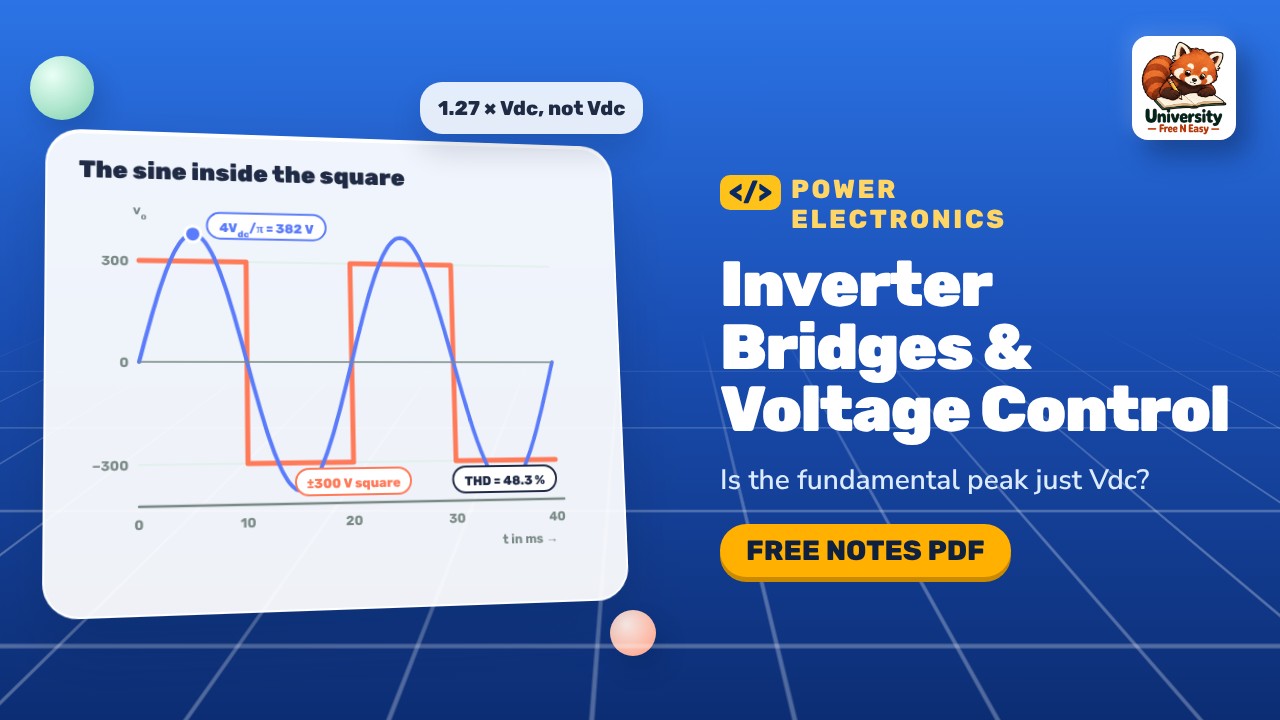 1.27 × Vdc, not Vdc
The sine inside the square
vo
4Vdc/π = 382 V
300
0
−300
±300 V square
THD = 48.3 %
0
10
20
30
40
t in ms →
University
— Free N Easy —
</> POWER
ELECTRONICS
Inverter
Bridges &
Voltage Control
Is the fundamental peak just Vdc?
FREE NOTES PDF